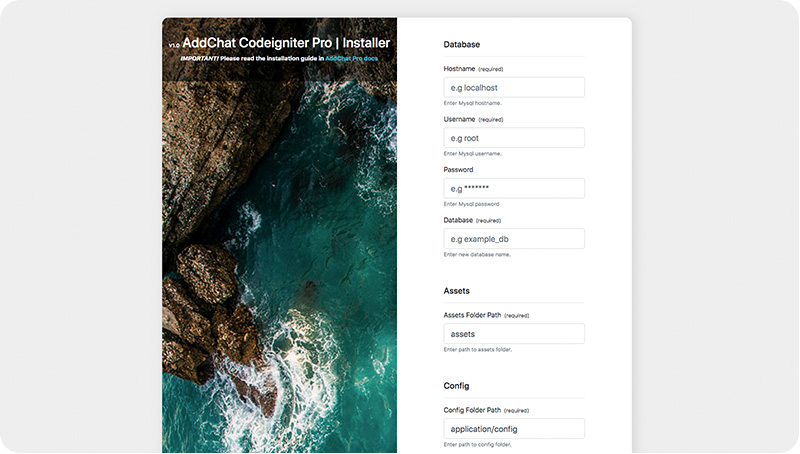 v1.0 AddChat Codeigniter Pro | Installer
IMPORTANT! Please read the installation guide in AddChat Pro docs
Database
Hostname (required)
e.g localhost
Enter Mysql hostname.
Username (required)
e.g root
Enter Mysql username.
Password
e.g *******
Enter Mysql password
Database (required)
e.g example_db
Enter new database name.
Assets
Assets Folder Path (required)
assets
Enter path to assets folder.
Config
Config Folder Path (required)
application/config
Enter path to config folder.